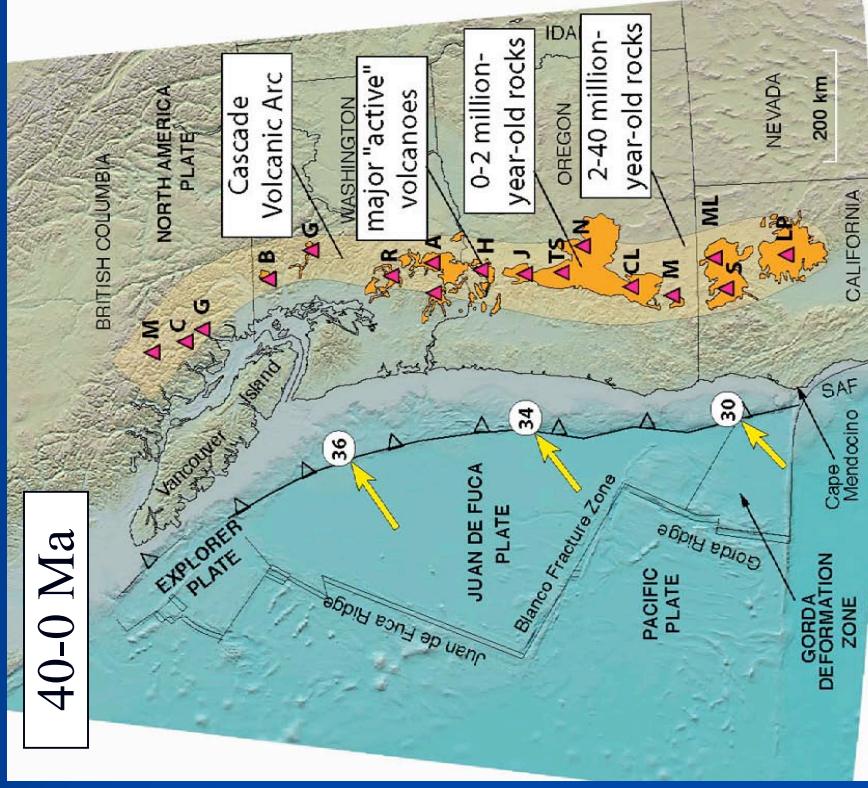 40-0 Ma
BRITISH COLUMBIA
NORTH AMERICA
PLATE
Cascade
Volcanic Arc
WASHINGTON
major "active"
volcanoes
0-2 million-
year-old rocks
IDA
OREGON
2-40 million-
year-old rocks
NEVADA
200 km
CALIFORNIA
M
C
G
B
G
R
A
H
J
TS
N
CL
M
ML
S
LP
Vancouver
Island
36
34
30
SAF
Cape
Mendocino
EXPLORER
PLATE
JUAN DE FUCA
PLATE
Juan de Fuca Ridge
Blanco Fracture Zone
Gorda Ridge
PACIFIC
PLATE
GORDA
DEFORMATION
ZONE